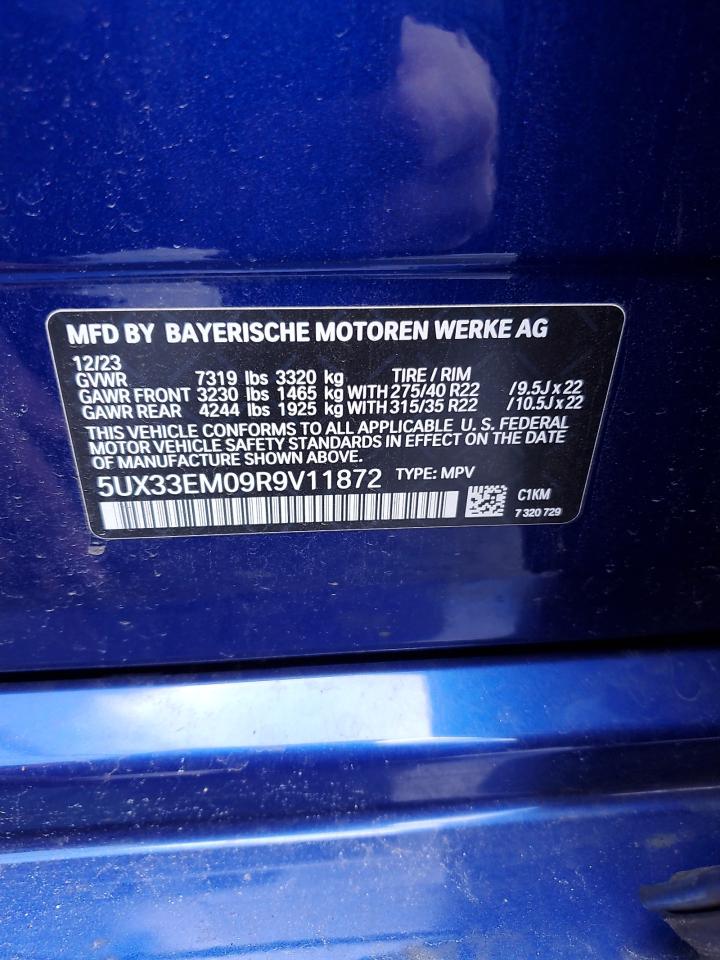 MFD BY BAYERISCHE MOTOREN WERKE AG
12/23
GVWR 7319 lbs 3320 kg TIRE / RIM
GAWR FRONT 3230 lbs 1465 kg WITH 275/40 R22 /9.5J x 22
GAWR REAR 4244 lbs 1925 kg WITH 315/35 R22 /10.5J x 22
THIS VEHICLE CONFORMS TO ALL APPLICABLE U. S. FEDERAL
MOTOR VEHICLE SAFETY STANDARDS IN EFFECT ON THE DATE
OF MANUFACTURE SHOWN ABOVE.
5UX33EM09R9V11872 TYPE: MPV
C1KM
7 320 729